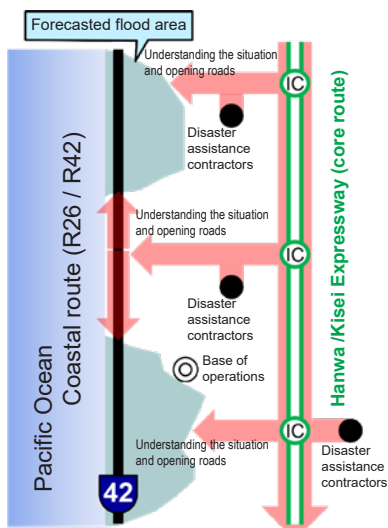 Forecasted flood area
Understanding the situation
and opening roads
IC
Disaster
assistance
contractors
Understanding the situation
and opening roads
IC
Disaster
assistance
contractors
Base of
operations
IC
Understanding the situation
and opening roads
Disaster
assistance
contractors
42
Pacific Ocean
Coastal route (R26 / R42)
Hanwa /Kisei Expressway (core route)